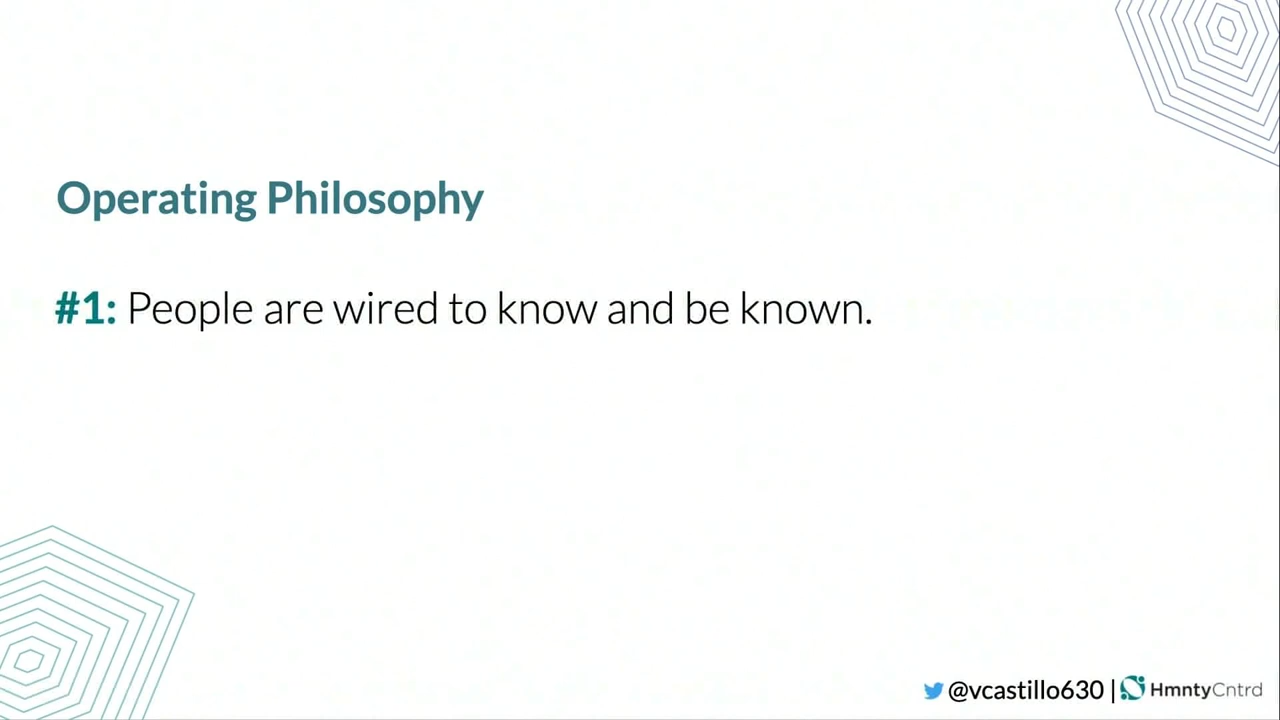 Operating Philosophy
#1: People are wired to know and be known.
@vcastillo630 | HmntyCntrd